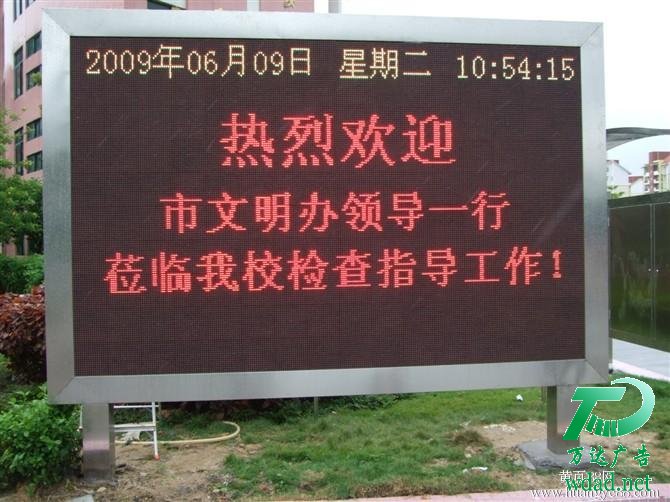 2009年06月09日 星期二 10:54:15
热烈欢迎
市文明办领导一行
莅临我校检查指导工作!
万达广告
wdad.net